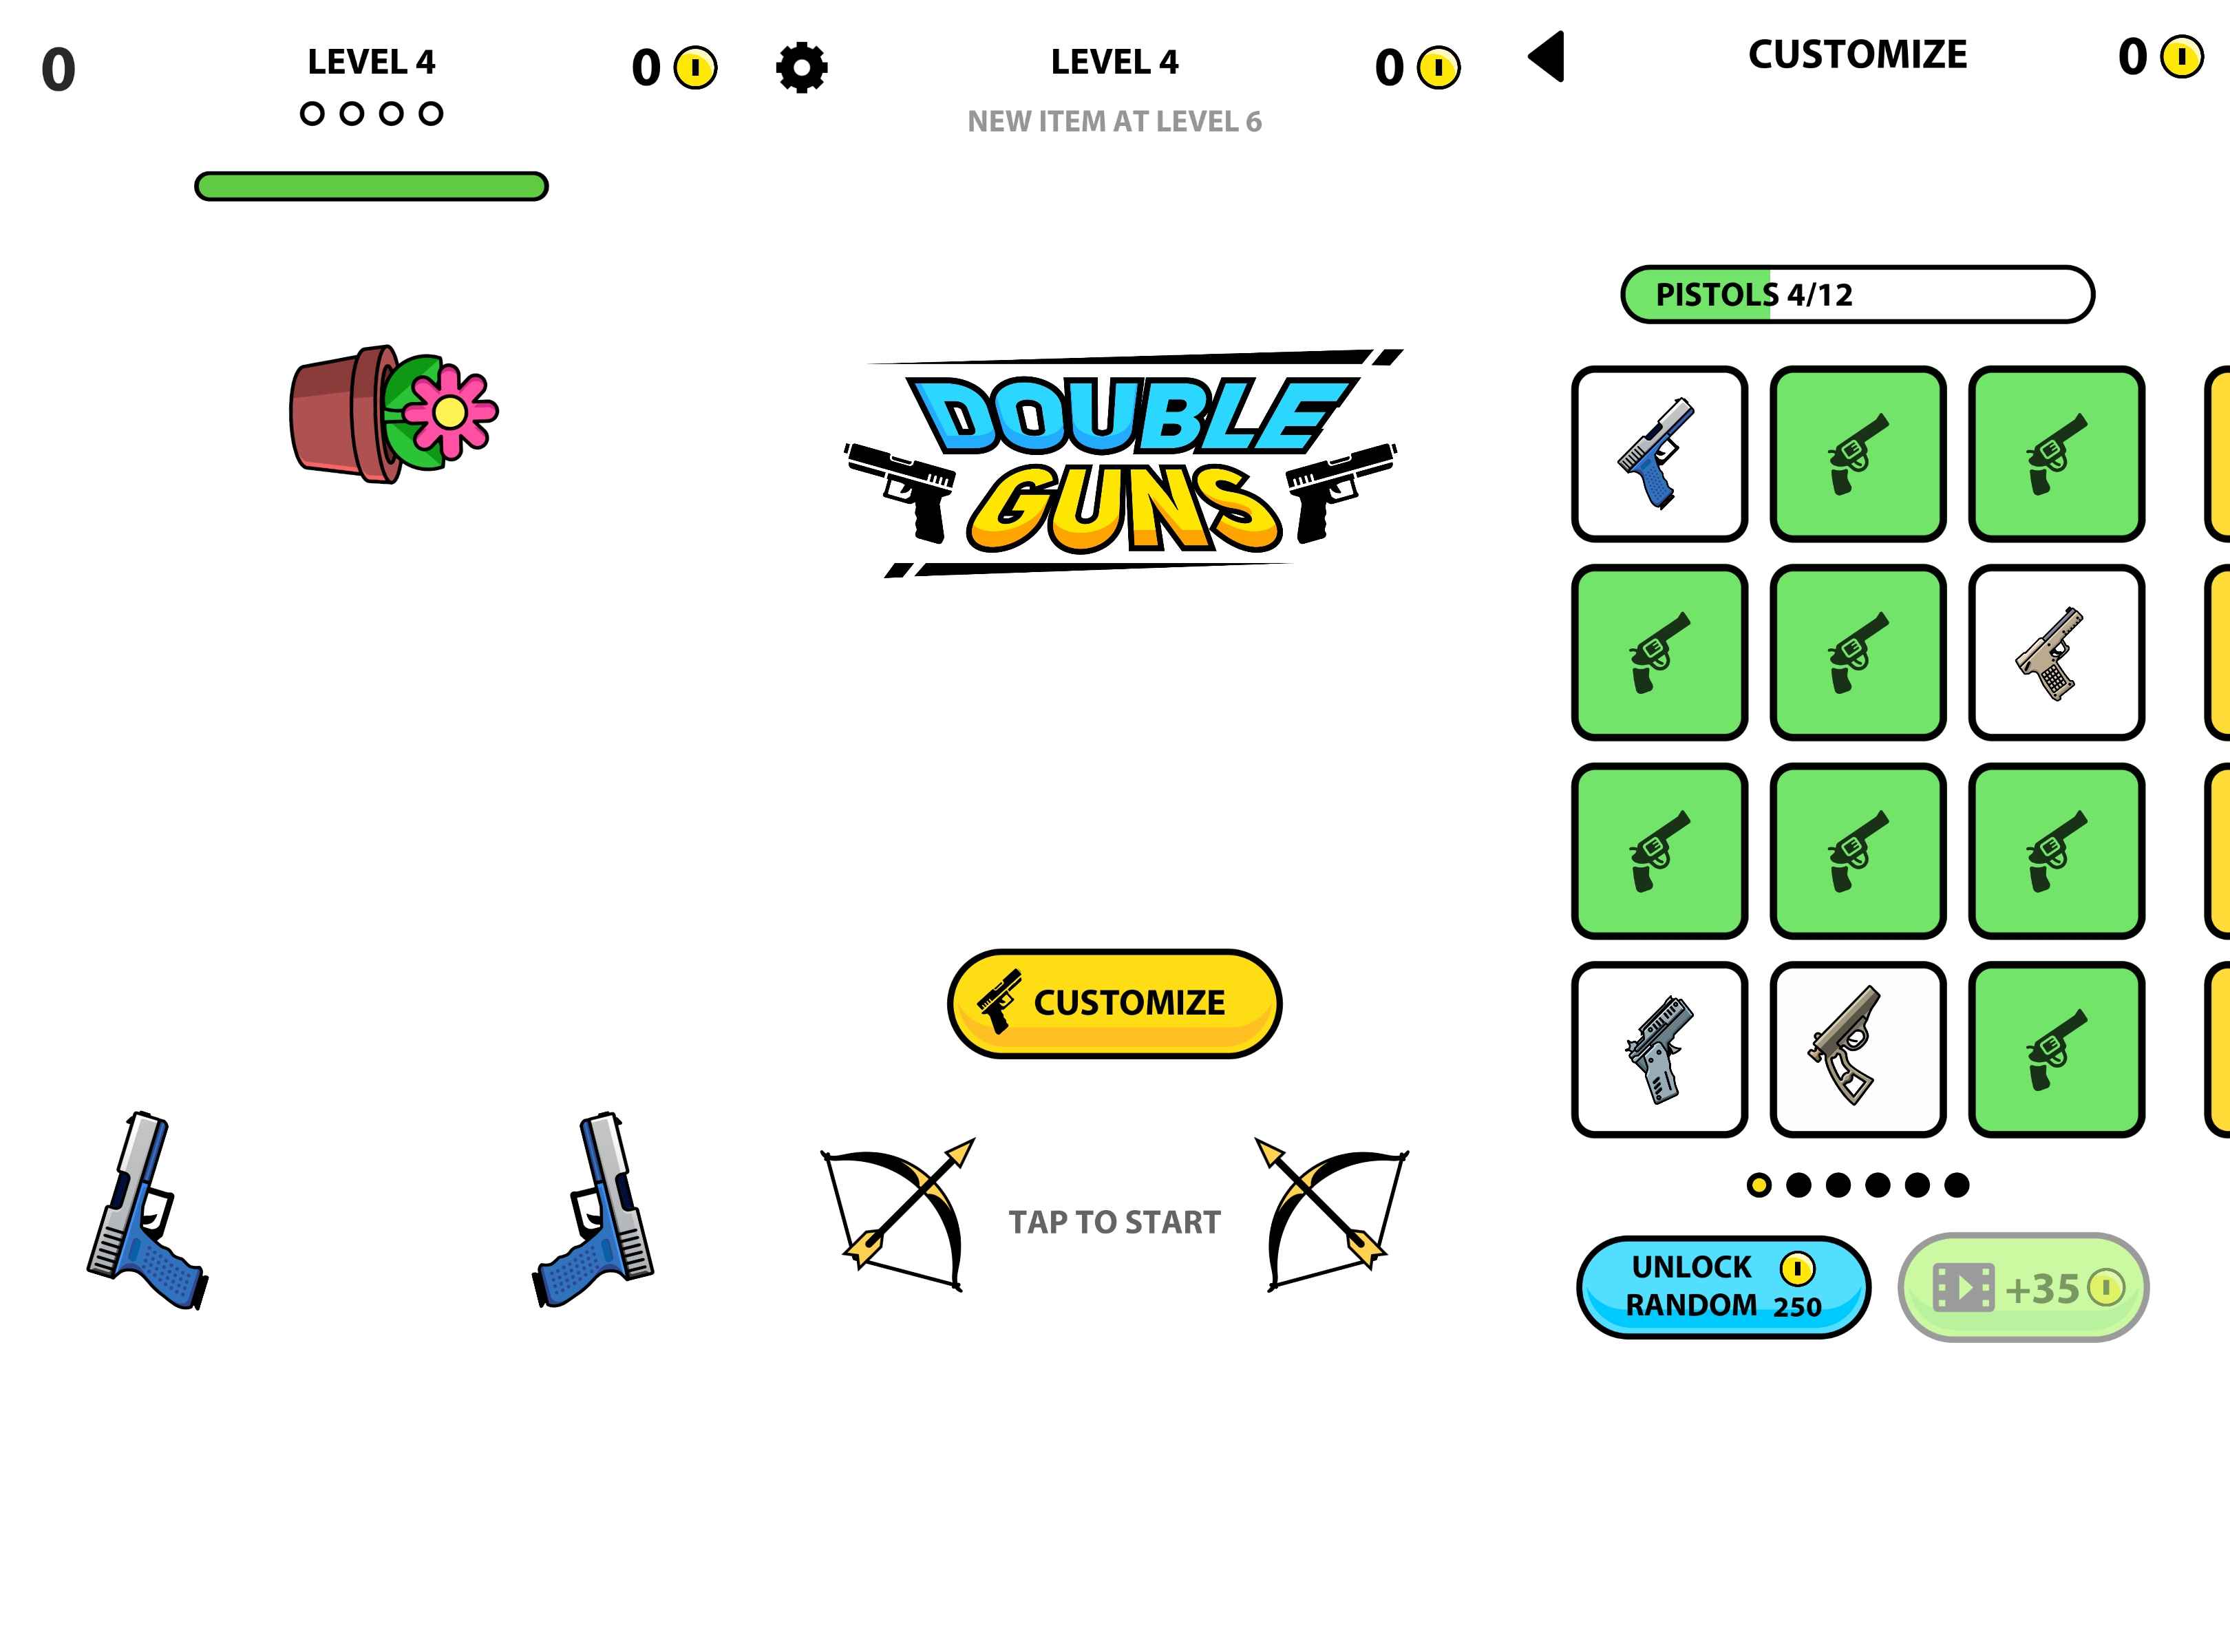 0
LEVEL 4
0
LEVEL 4
0
NEW ITEM AT LEVEL 6
DOUBLE
GUNS
CUSTOMIZE
TAP TO START
CUSTOMIZE
0
PISTOLS 4/12
UNLOCK
RANDOM 250
+35